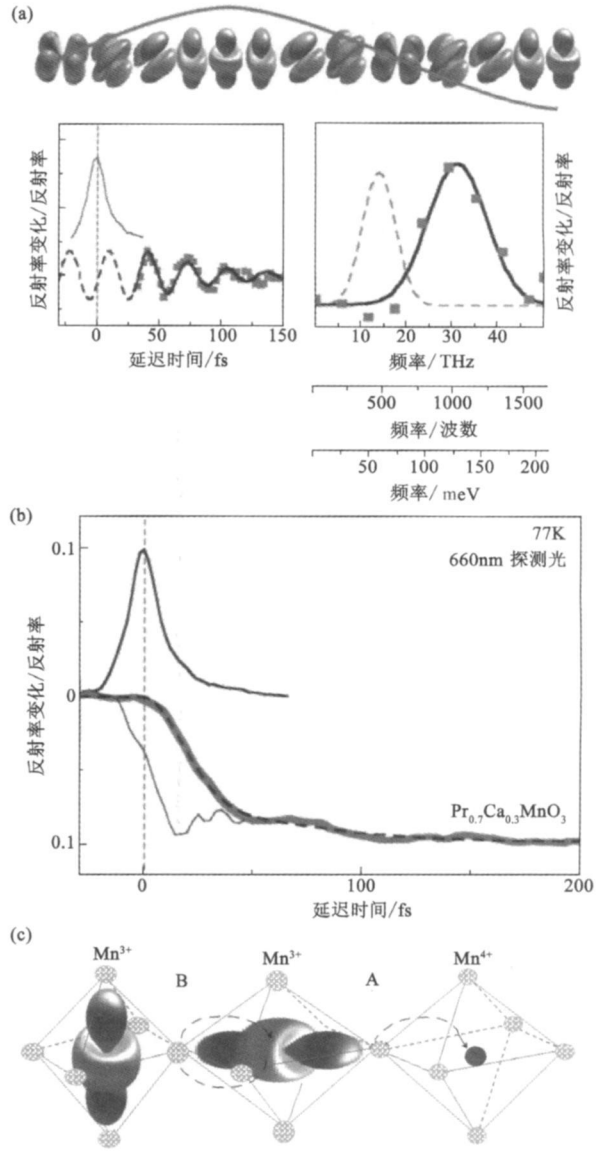 (a)
反射率变化/反射率
0
50
100
150
延迟时间/fs
反射率变化/反射率
10
20
30
40
频率/THz
500
1000
1500
频率/波数
50
100
150
200
频率/meV
(b)
77K
660nm 探测光
0.1
0
0.1
反射率变化/反射率
Pr₀.₇Ca₀.₃MnO₃
0
100
200
延迟时间/fs
(c)
Mn³⁺
Mn³⁺
Mn⁴⁺
B
A